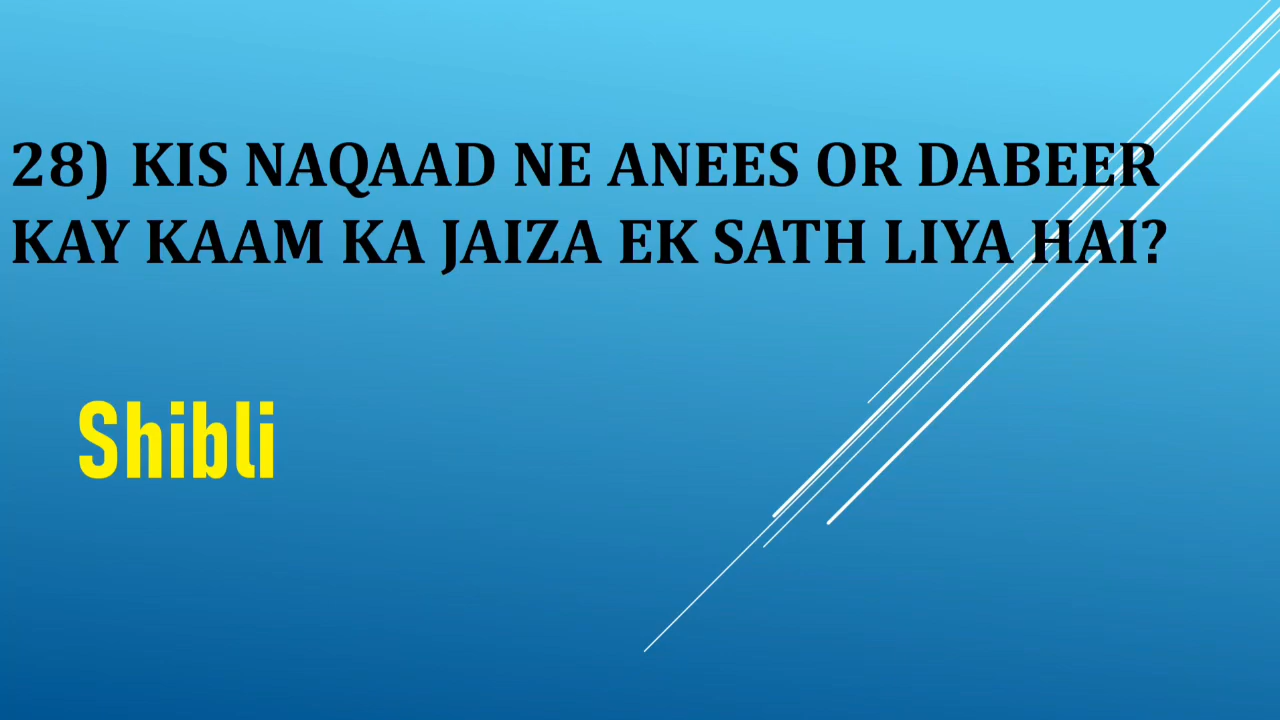 28) KIS NAQAAD NE ANEES OR DABEER
KAY KAAM KA JAIZA EK SATH LIYA HAI?
Shibli